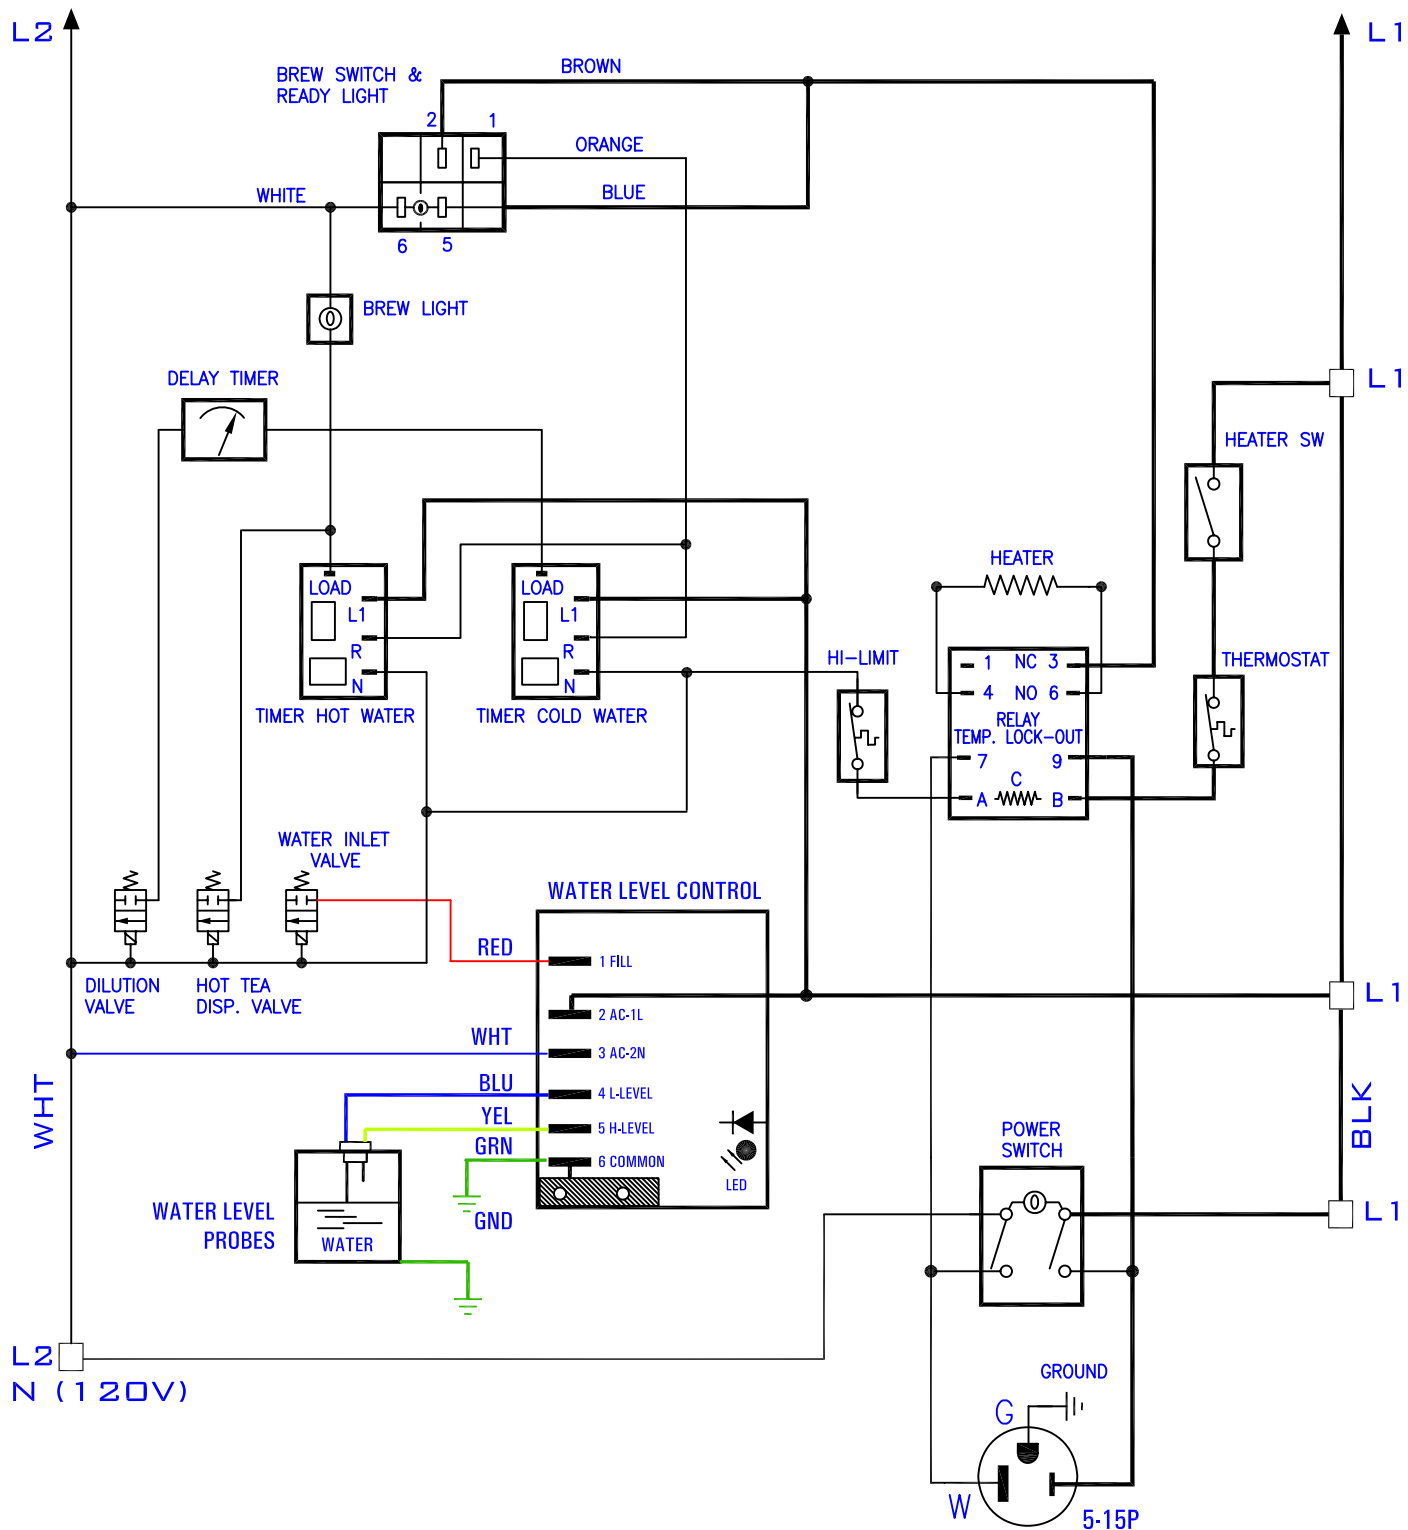 L2
L1
BREW SWITCH &
READY LIGHT
BROWN
2
1
ORANGE
WHITE
BLUE
6
5
BREW LIGHT
DELAY TIMER
L1
HEATER SW
HEATER
LOAD
L1
R
N
TIMER HOT WATER
LOAD
L1
R
N
TIMER COLD WATER
HI-LIMIT
1 NC 3
4 NO 6
RELAY
TEMP. LOCK-OUT
7
9
C
A
B
THERMOSTAT
WATER INLET
VALVE
WATER LEVEL CONTROL
RED
1 FILL
DILUTION
VALVE
HOT TEA
DISP. VALVE
L1
2 AC-1L
WHT
3 AC-2N
BLU
4 L-LEVEL
YEL
5 H-LEVEL
GRN
6 COMMON
LED
GND
WHT
BLK
POWER
SWITCH
WATER LEVEL
PROBES
WATER
L1
L2
N (120V)
GROUND
G
W
5-15P